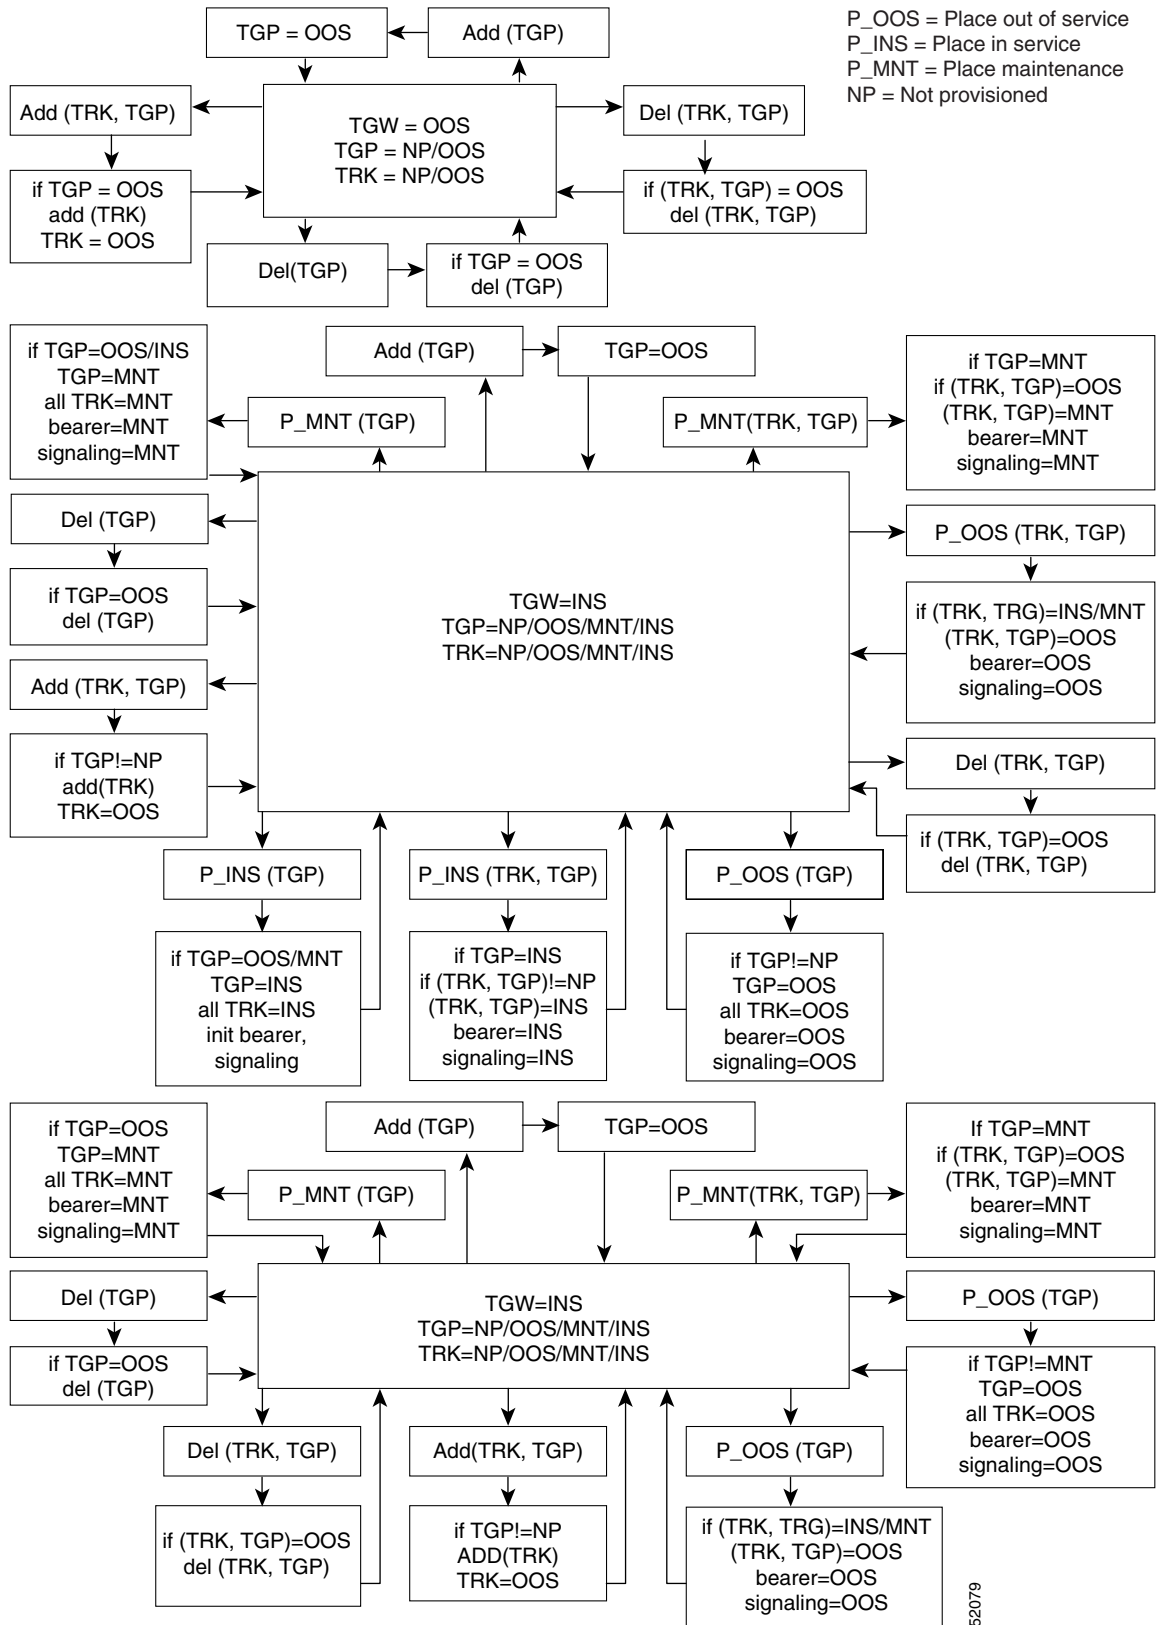 P_OOS = Place out of service
P_INS = Place in service
P_MNT = Place maintenance
NP = Not provisioned
TGP = OOS
Add (TGP)
Add (TRK, TGP)
TGW = OOS
TGP = NP/OOS
TRK = NP/OOS
Del (TRK, TGP)
if TGP = OOS
add (TRK)
TRK = OOS
if (TRK, TGP) = OOS
del (TRK, TGP)
Del(TGP)
if TGP = OOS
del (TGP)
if TGP=OOS/INS
TGP=MNT
all TRK=MNT
bearer=MNT
signaling=MNT
Add (TGP)
TGP=OOS
P_MNT (TGP)
P_MNT(TRK, TGP)
if TGP=MNT
if (TRK, TGP)=OOS
(TRK, TGP)=MNT
bearer=MNT
signaling=MNT
Del (TGP)
P_OOS (TRK, TGP)
if TGP=OOS
del (TGP)
TGW=INS
TGP=NP/OOS/MNT/INS
TRK=NP/OOS/MNT/INS
if (TRK, TRG)=INS/MNT
(TRK, TGP)=OOS
bearer=OOS
signaling=OOS
Add (TRK, TGP)
if TGP!=NP
add(TRK)
TRK=OOS
Del (TRK, TGP)
if (TRK, TGP)=OOS
del (TRK, TGP)
P_INS (TGP)
P_INS (TRK, TGP)
P_OOS (TGP)
if TGP=OOS/MNT
TGP=INS
all TRK=INS
init bearer,
signaling
if TGP=INS
if (TRK, TGP)!=NP
(TRK, TGP)=INS
bearer=INS
signaling=INS
if TGP!=NP
TGP=OOS
all TRK=OOS
bearer=OOS
signaling=OOS
if TGP=OOS
TGP=MNT
all TRK=MNT
bearer=MNT
signaling=MNT
Add (TGP)
TGP=OOS
P_MNT (TGP)
P_MNT(TRK, TGP)
If TGP=MNT
if (TRK, TGP)=OOS
(TRK, TGP)=MNT
bearer=MNT
signaling=MNT
Del (TGP)
P_OOS (TGP)
if TGP=OOS
del (TGP)
TGW=INS
TGP=NP/OOS/MNT/INS
TRK=NP/OOS/MNT/INS
if TGP!=MNT
TGP=OOS
all TRK=OOS
bearer=OOS
signaling=OOS
Del (TRK, TGP)
Add(TRK, TGP)
P_OOS (TGP)
if (TRK, TGP)=OOS
del (TRK, TGP)
if TGP!=NP
ADD(TRK)
TRK=OOS
if (TRK, TRG)=INS/MNT
(TRK, TGP)=OOS
bearer=OOS
signaling=OOS
52079